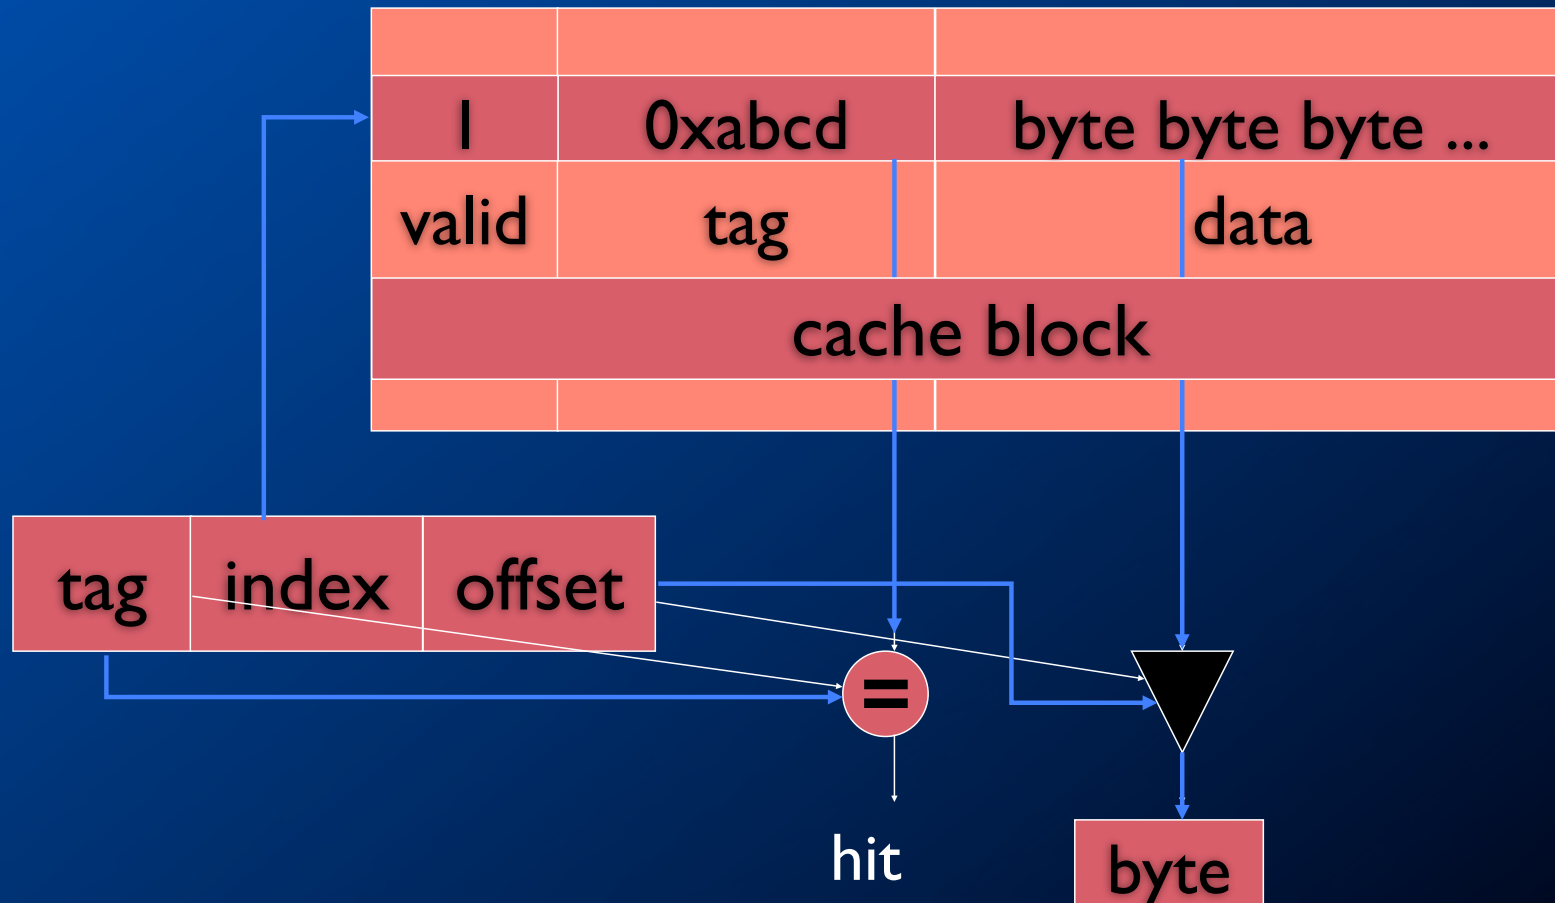 1 0xabcd byte byte byte ...
valid tag data
cache block
tag index offset
=
hit
byte